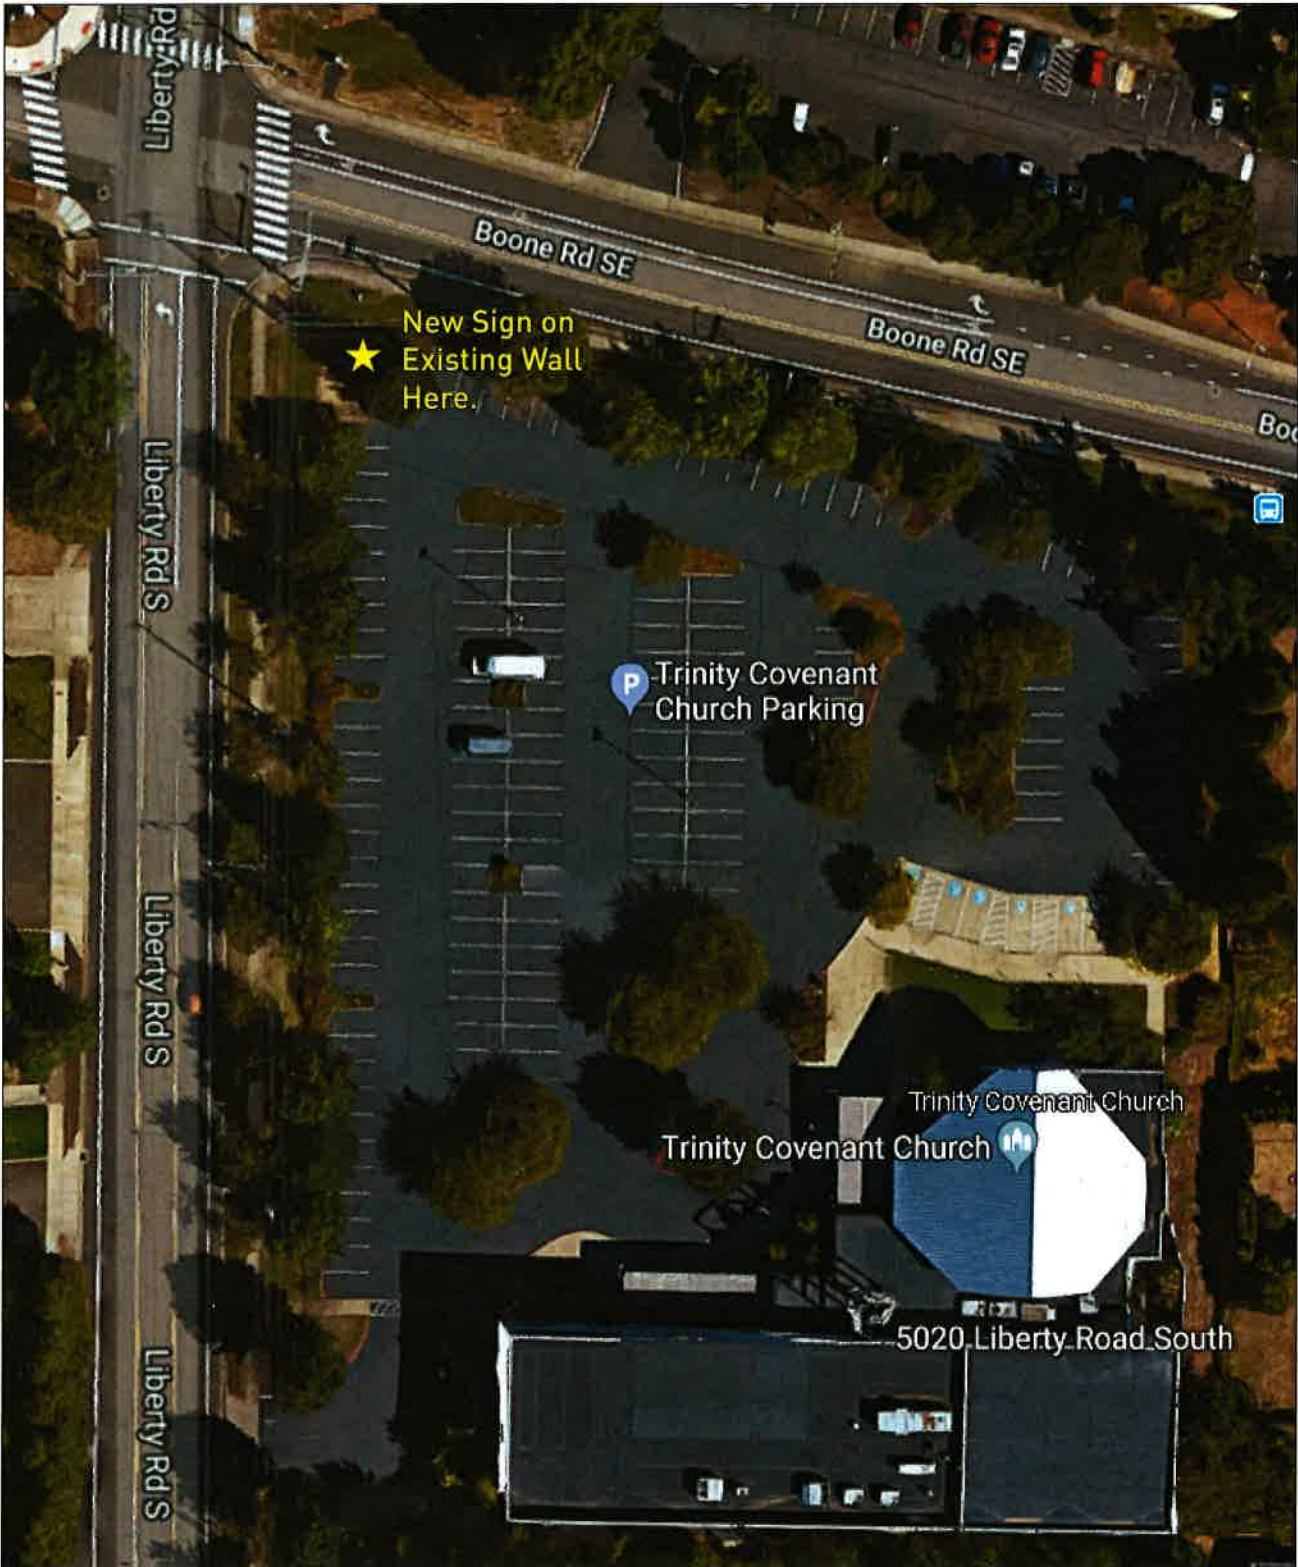 Liberty Rd
Boone Rd SE
New Sign on
Existing Wall
Here.
Boone Rd SE
Boo
Liberty Rd S
P
Trinity Covenant
Church Parking
Liberty Rd S
Trinity Covenant Church
Trinity Covenant Church
5020 Liberty Road South
Liberty Rd S